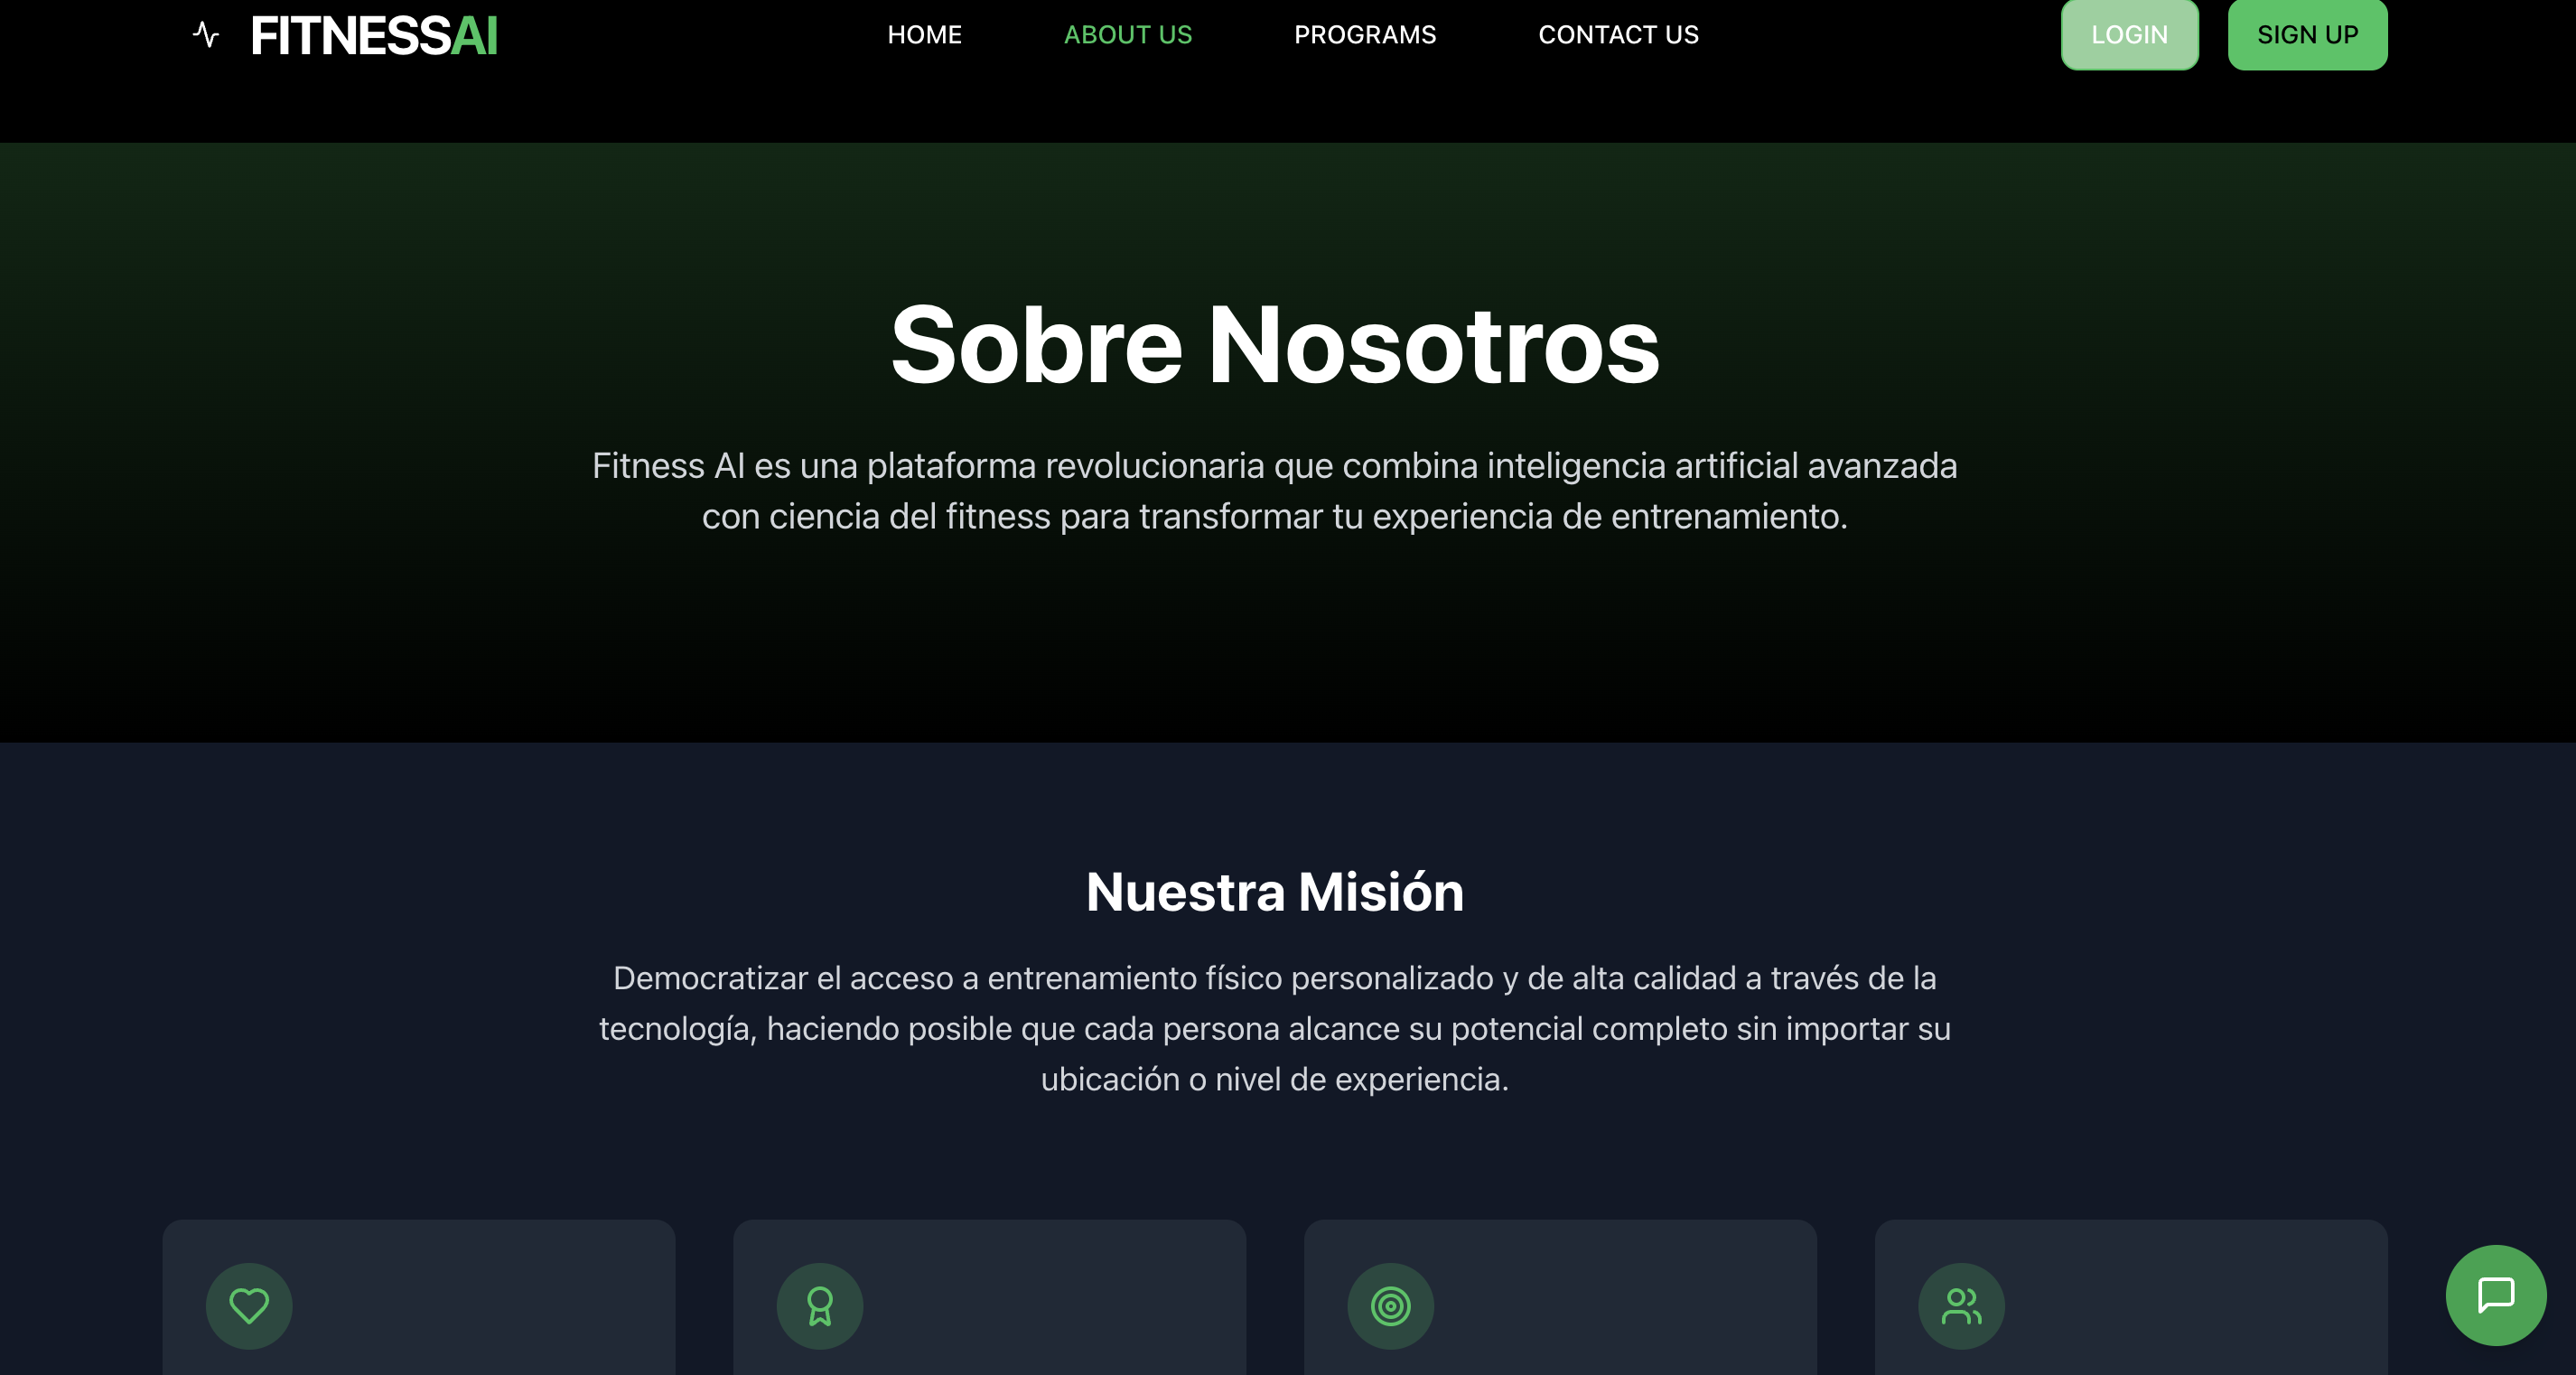 FITNESSAI
HOME
ABOUT US
PROGRAMS
CONTACT US
LOGIN
SIGN UP
Sobre Nosotros
Fitness AI es una plataforma revolucionaria que combina inteligencia artificial avanzada
con ciencia del fitness para transformar tu experiencia de entrenamiento.
Nuestra Misión
Democratizar el acceso a entrenamiento físico personalizado y de alta calidad a través de la
tecnología, haciendo posible que cada persona alcance su potencial completo sin importar su
ubicación o nivel de experiencia.